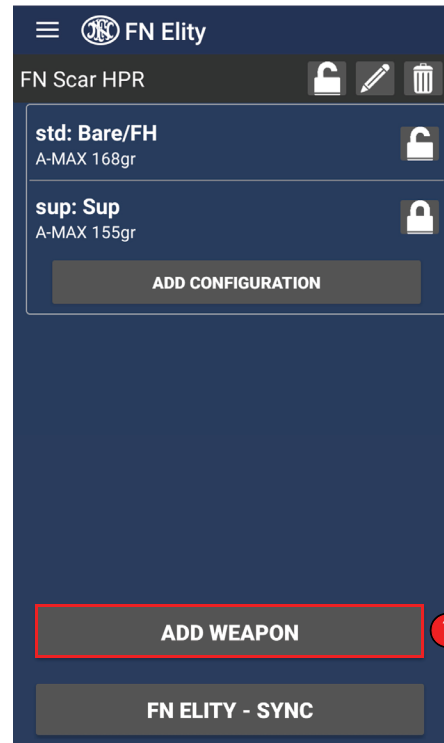 FN Elity
FN Scar HPR
std: Bare/FH
A-MAX 168gr
sup: Sup
A-MAX 155gr
ADD CONFIGURATION
ADD WEAPON
FN ELITY - SYNC